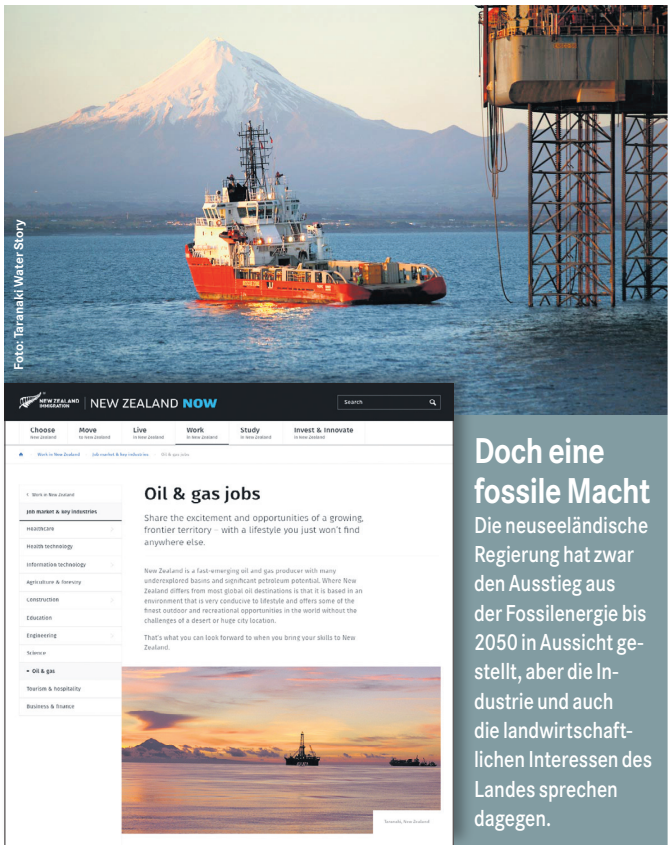 Foto: Taranaki Water Story
NEW ZEALAND
IMMIGRATION
NEW ZEALAND NOW
Search
Choose
New Zealand
Move
to New Zealand
Live
in New Zealand
Work
in New Zealand
Study
in New Zealand
Invest & Innovate
in New Zealand
Work in New Zealand
Job market & key industries
Oil & gas jobs
Work in New Zealand
Job market & key industries
Healthcare
Health technology
Information technology
Agriculture & forestry
Construction
Education
Engineering
Science
Oil & gas
Tourism & hospitality
Business & finance
Oil & gas jobs
Share the excitement and opportunities of a growing,
frontier territory – with a lifestyle you just won't find
anywhere else.
New Zealand is a fast-emerging oil and gas producer with many
underexplored basins and significant petroleum potential. Where New
Zealand differs from most global oil destinations is that it is based in an
environment that is very conducive to lifestyle and offers some of the
finest outdoor and recreational opportunities in the world without the
challenges of a desert or huge city location.
That's what you can look forward to when you bring your skills to New
Zealand.
Taranaki, New Zealand
Doch eine
fossile Macht
Die neuseeländische
Regierung hat zwar
den Ausstieg aus
der Fossilenergie bis
2050 in Aussicht ge-
stellt, aber die In-
dustrie und auch
die landwirtschaft-
lichen Interessen des
Landes sprechen
dagegen.